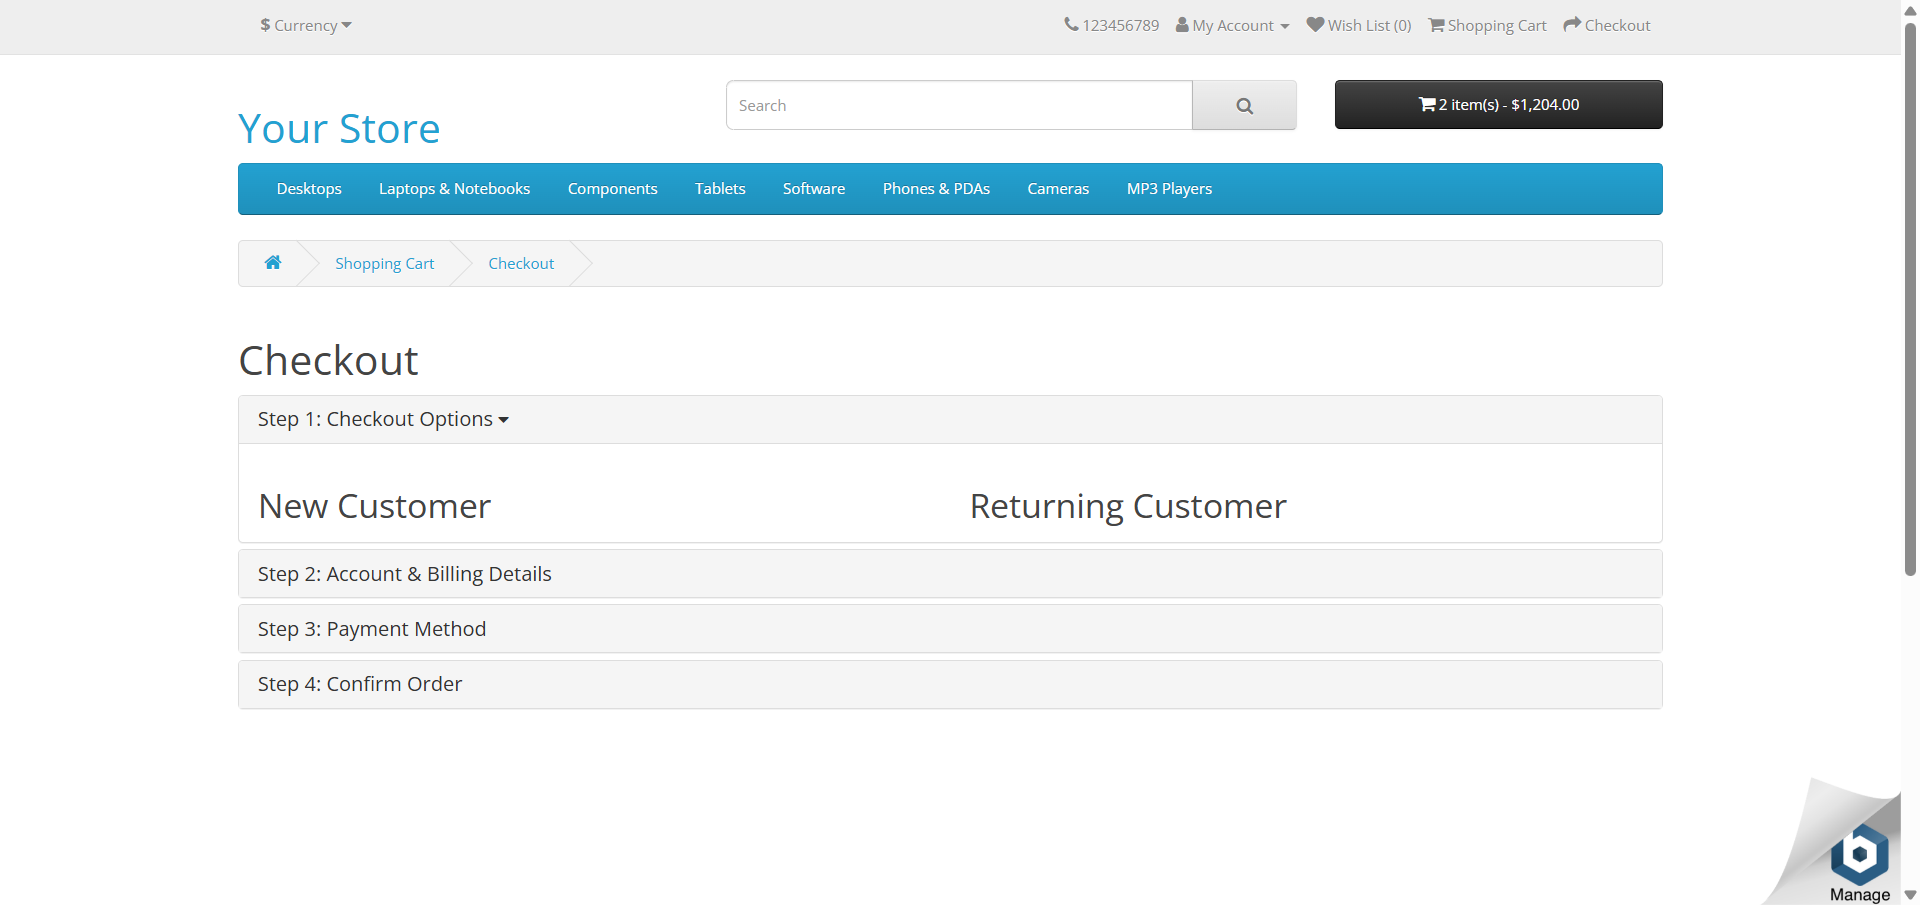 $ Currency
123456789 My Account Wish List (0) Shopping Cart Checkout
Your Store
Search
2 item(s) - $1,204.00
Desktops Laptops & Notebooks Components Tablets Software Phones & PDAs Cameras MP3 Players
Shopping Cart Checkout
Checkout
Step 1: Checkout Options
New Customer
Returning Customer
Step 2: Account & Billing Details
Step 3: Payment Method
Step 4: Confirm Order
b
Manage